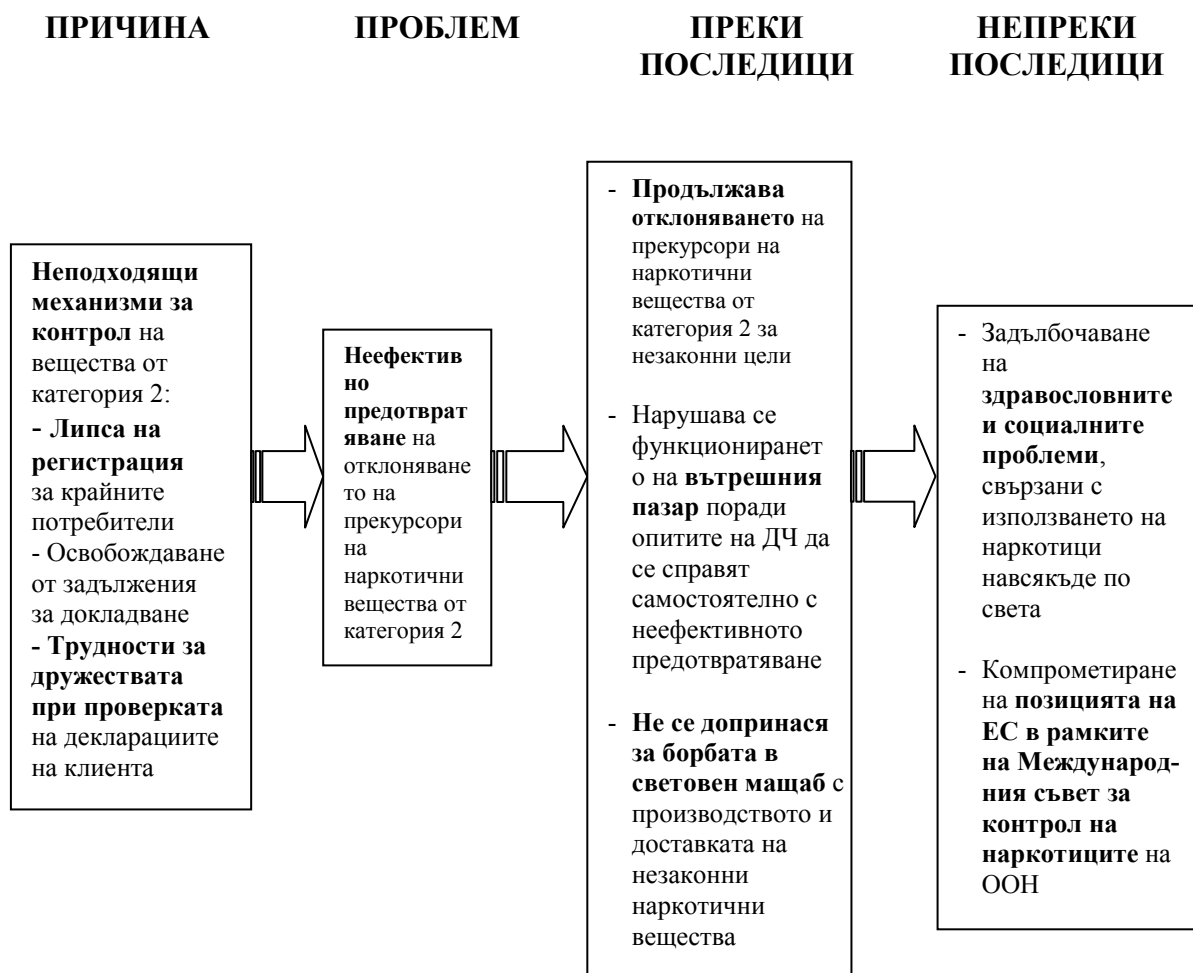 ПРИЧИНА
ПРОБЛЕМ
ПРЕКИ
ПОСЛЕДИЦИ
НЕПРЕКИ
ПОСЛЕДИЦИ
Неподходящи
механизми за
контрол на
вещества от
категория 2:
- Липса на
регистрация
за крайните
потребители
- Освобождаване
от задължения
за докладване
- Трудности за
дружествата
при проверката
на декларациите
на клиента
Неефектив
но
предотврат
яване на
отклоняване
то на
прекурсори
на
наркотични
вещества от
категория 2
- Продължава
отклоняването на
прекурсори на
наркотични
вещества от
категория 2 за
незаконни цели
- Нарушава се
функциониранет
о на вътрешния
пазар поради
опитите на ДЧ да
се справят
самостоятелно с
неефективното
предотвратяване
- Не се допринася
за борбата в
световен мащаб с
производството и
доставката на
незаконни
наркотични
вещества
- Задълбочаване
на
здравословните
и социалните
проблеми,
свързани с
използването на
наркотици
навсякъде по
света
- Компрометиране
на позицията на
ЕС в рамките
на Международ-
ния съвет за
контрол на
наркотиците на
ООН